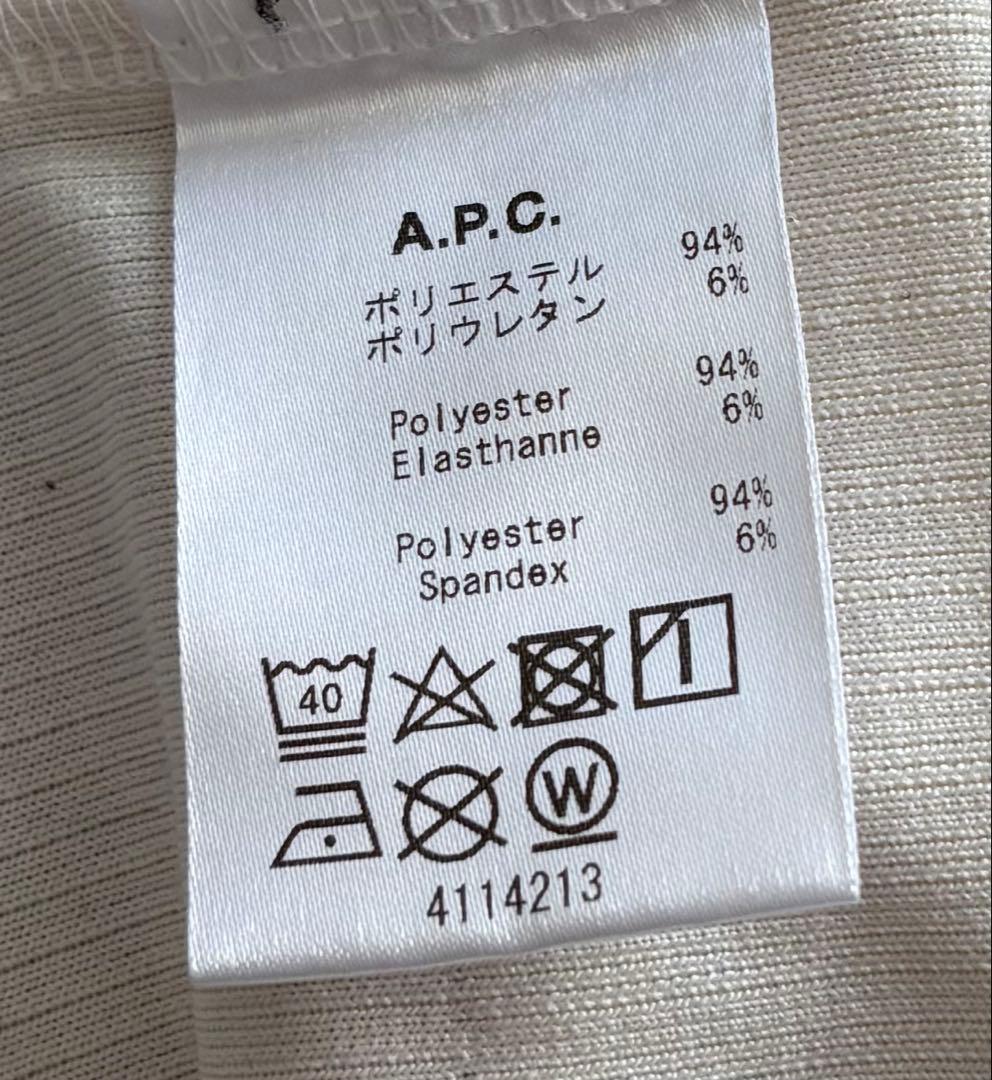 A.P.C.
ポリエステル 94%
ポリウレタン 6%
Polyester 94%
Elasthanne 6%
Polyester 94%
Spandex 6%
40
W
4114213